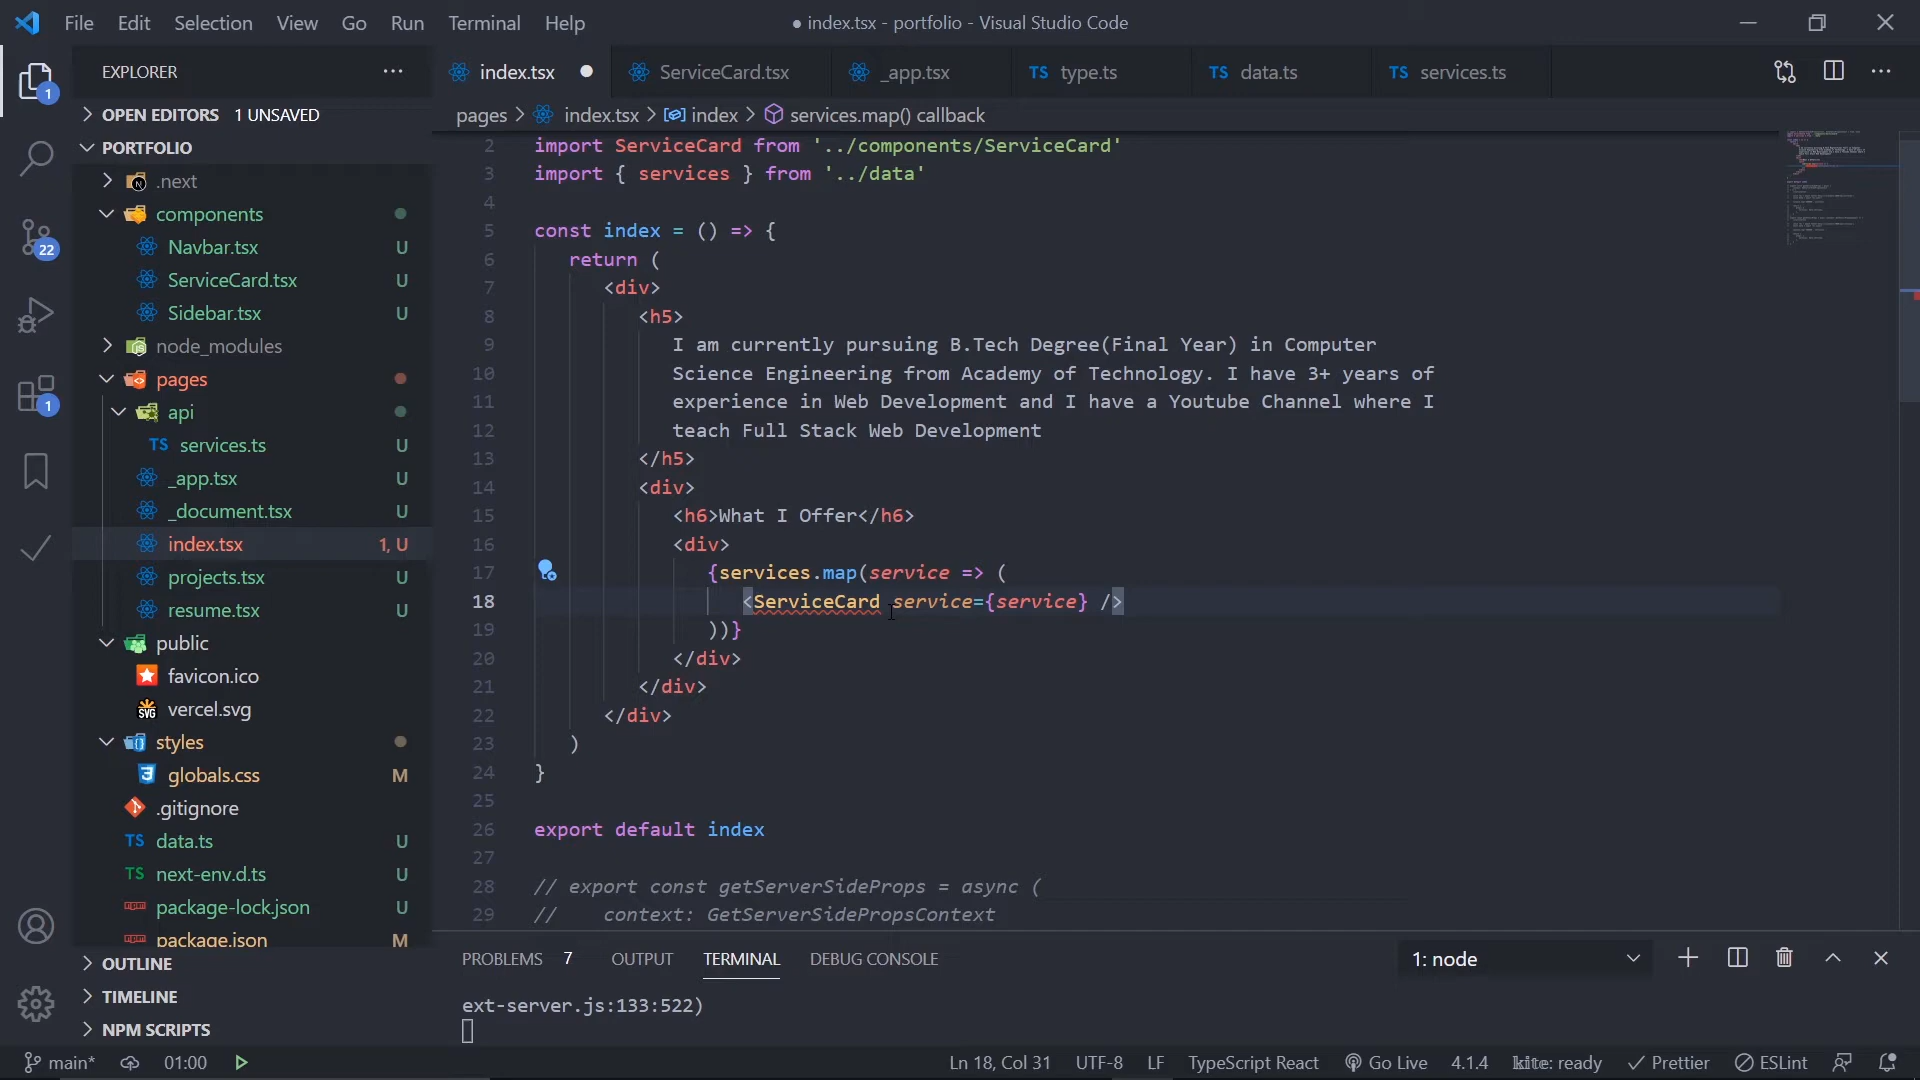 File Edit Selection View Go Run Terminal Help
● index.tsx - portfolio - Visual Studio Code
EXPLORER
OPEN EDITORS 1 UNSAVED
PORTFOLIO
.next
components
Navbar.tsx U
ServiceCard.tsx U
Sidebar.tsx U
node_modules
pages
api
TS services.ts U
_app.tsx U
_document.tsx U
index.tsx 1, U
projects.tsx U
resume.tsx U
public
favicon.ico
SVG vercel.svg
styles
globals.css M
.gitignore
TS data.ts U
TS next-env.d.ts U
package-lock.json U
package.json M
OUTLINE
TIMELINE
NPM SCRIPTS
1
22
1
index.tsx ServiceCard.tsx _app.tsx TS type.ts TS data.ts TS services.ts
pages > index.tsx > index > services.map() callback
2 import ServiceCard from '../components/ServiceCard'
3 import { services } from '../data'
4
5 const index = () => {
6 return (
7 <div>
8 <h5>
9 I am currently pursuing B.Tech Degree(Final Year) in Computer
10 Science Engineering from Academy of Technology. I have 3+ years of
11 experience in Web Development and I have a Youtube Channel where I
12 teach Full Stack Web Development
13 </h5>
14 <div>
15 <h6>What I Offer</h6>
16 <div>
17 {services.map(service => (
18 <ServiceCard service={service} />
19 ))}
20 </div>
21 </div>
22 </div>
23 )
24 }
25
26 export default index
27
28 // export const getServerSideProps = async (
29 // context: GetServerSidePropsContext
PROBLEMS 7 OUTPUT TERMINAL DEBUG CONSOLE 1: node
ext-server.js:133:522)
main* 01:00 Ln 18, Col 31 UTF-8 LF TypeScript React Go Live 4.1.4 kite: ready Prettier ESLint